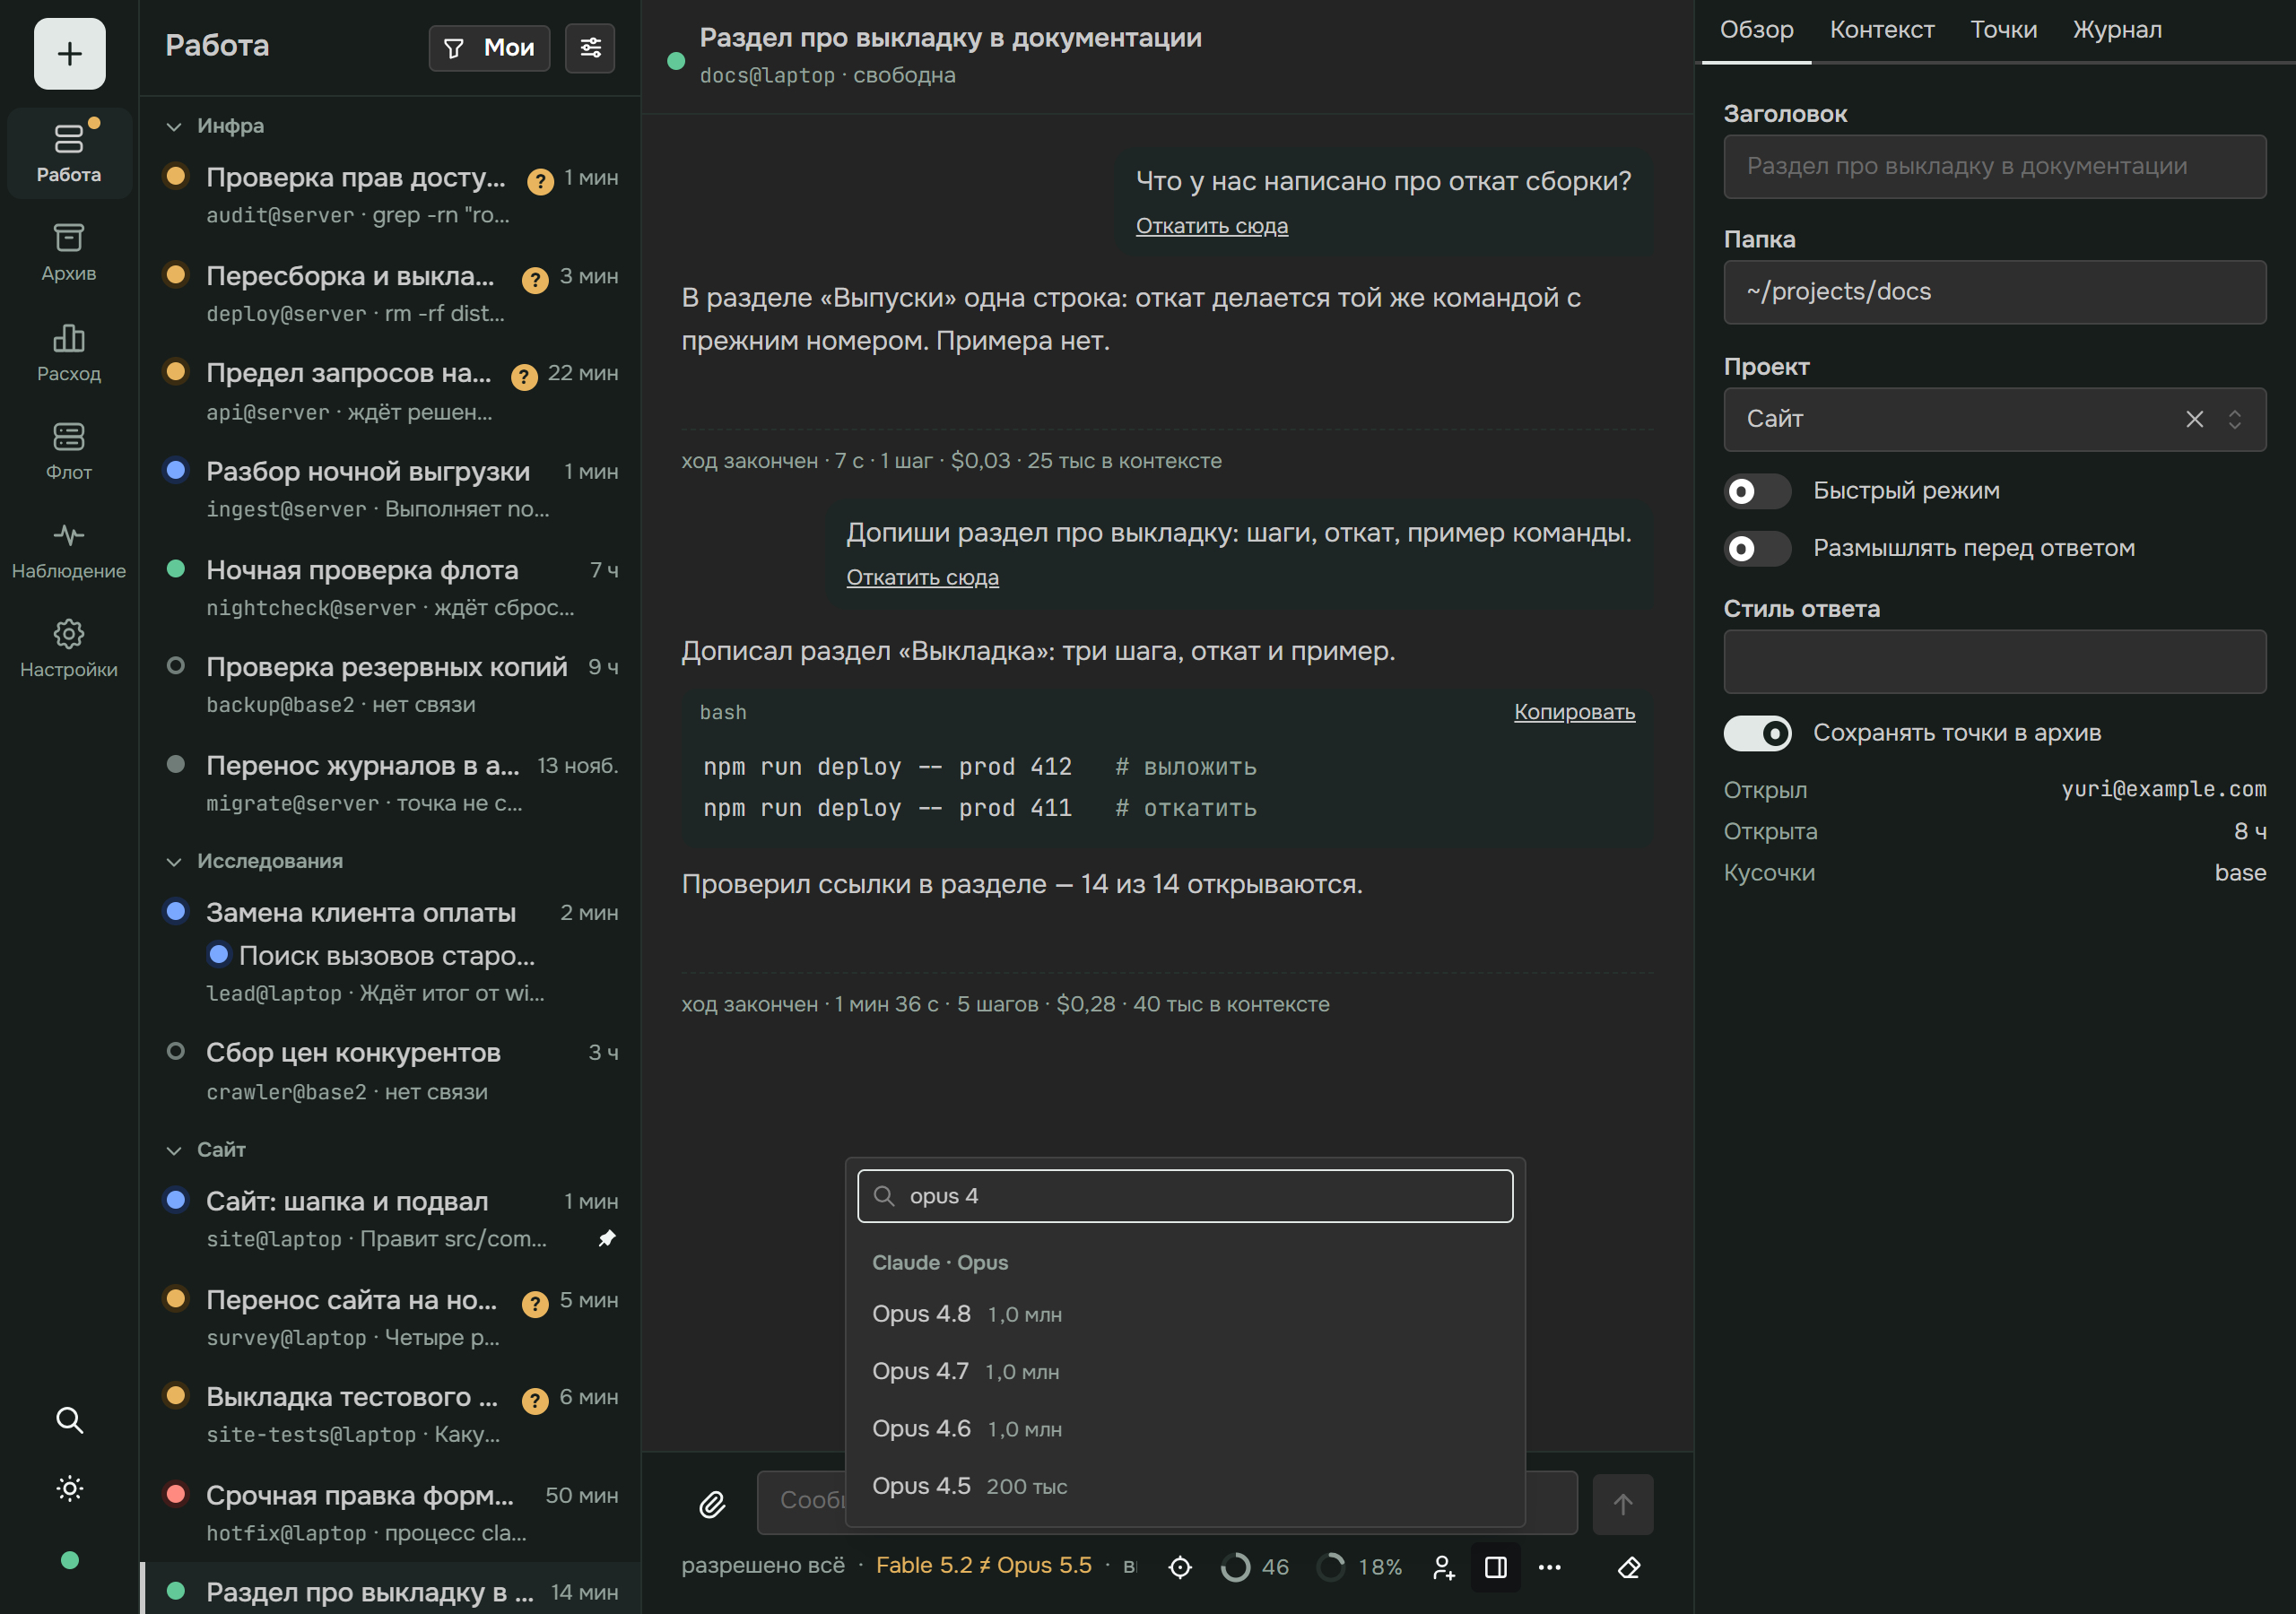 Работа
Архив
Расход
Флот
Наблюдение
Настройки
Работа
Мои
Инфра
Проверка прав досту... ? 1 мин
audit@server · grep -rn "ro...
Пересборка и выкла... ? 3 мин
deploy@server · rm -rf dist...
Предел запросов на... ? 22 мин
api@server · ждёт решен...
Разбор ночной выгрузки 1 мин
ingest@server · Выполняет no...
Ночная проверка флота 7 ч
nightcheck@server · ждёт сброс...
Проверка резервных копий 9 ч
backup@base2 · нет связи
Перенос журналов в а... 13 нояб.
migrate@server · точка не с...
Исследования
Замена клиента оплаты 2 мин
Поиск вызовов старо...
lead@laptop · Ждёт итог от wi...
Сбор цен конкурентов 3 ч
crawler@base2 · нет связи
Сайт
Сайт: шапка и подвал 1 мин
site@laptop · Правит src/com...
Перенос сайта на но... ? 5 мин
survey@laptop · Четыре р...
Выкладка тестового ... ? 6 мин
site-tests@laptop · Каку...
Срочная правка форм... 50 мин
hotfix@laptop · процесс cla...
Раздел про выкладку в ... 14 мин
Раздел про выкладку в документации
docs@laptop · свободна
Что у нас написано про откат сборки?
Откатить сюда
В разделе «Выпуски» одна строка: откат делается той же командой с
прежним номером. Примера нет.
ход закончен · 7 с · 1 шаг · $0,03 · 25 тыс в контексте
Допиши раздел про выкладку: шаги, откат, пример команды.
Откатить сюда
Дописал раздел «Выкладка»: три шага, откат и пример.
bash Копировать
npm run deploy -- prod 412 # выложить
npm run deploy -- prod 411 # откатить
Проверил ссылки в разделе — 14 из 14 открываются.
ход закончен · 1 мин 36 с · 5 шагов · $0,28 · 40 тыс в контексте
opus 4
Claude · Opus
Opus 4.8 1,0 млн
Opus 4.7 1,0 млн
Opus 4.6 1,0 млн
Opus 4.5 200 тыс
разрешено всё · Fable 5.2 ≠ Opus 5.5 · 46 18%
Обзор Контекст Точки Журнал
Заголовок
Раздел про выкладку в документации
Папка
~/projects/docs
Проект
Сайт
Быстрый режим
Размышлять перед ответом
Стиль ответа
Сохранять точки в архив
Открыл yuri@example.com
Открыта 8 ч
Кусочки base